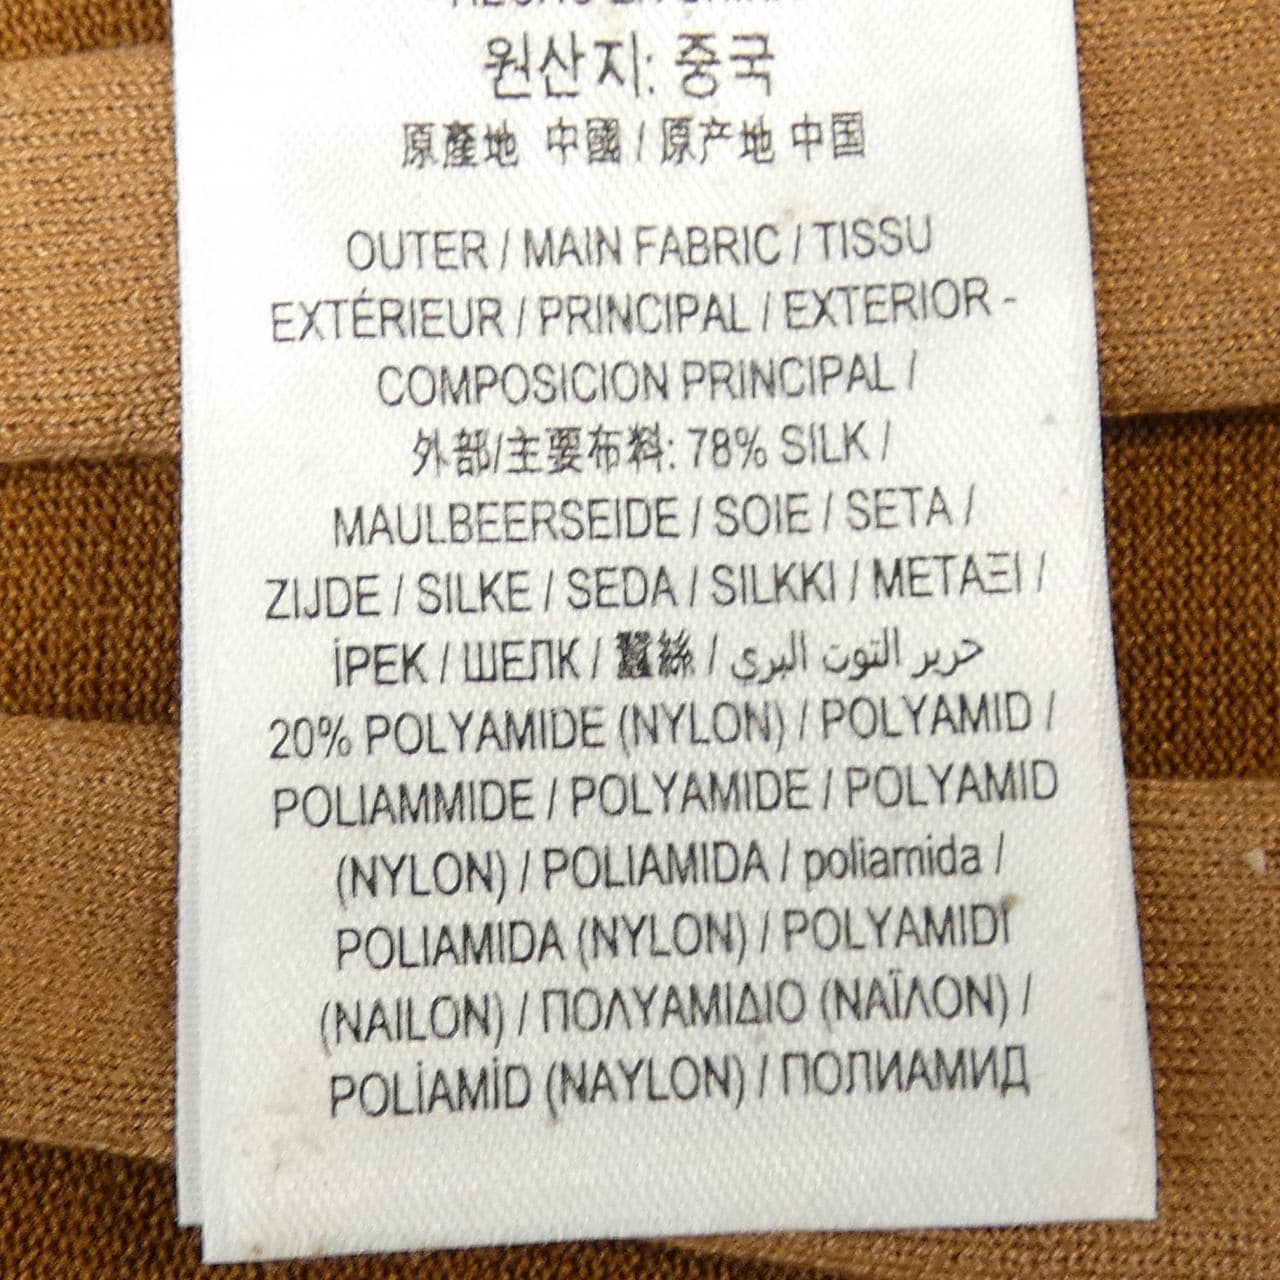 원산지: 중국
原產地 中國 / 原产地 中国
OUTER / MAIN FABRIC / TISSU
EXTÉRIEUR / PRINCIPAL / EXTERIOR -
COMPOSICION PRINCIPAL /
外部/主要布料: 78% SILK /
MAULBEERSEIDE / SOIE / SETA /
ZIJDE / SILKE / SEDA / SILKKI / ΜΕΤΑΞΙ /
İPEK / ШЕЛК / 蠶絲 / حرير التوت البري
20% POLYAMIDE (NYLON) / POLYAMID /
POLIAMMIDE / POLYAMIDE / POLYAMID
(NYLON) / POLIAMIDA / poliamida /
POLIAMIDA (NYLON) / POLYAMIDI
(NAILON) / ΠΟΛΥΑΜΙΔΙΟ (ΝΑΪΛΟΝ) /
POLİAMİD (NAYLON) / ПОЛИАМИД